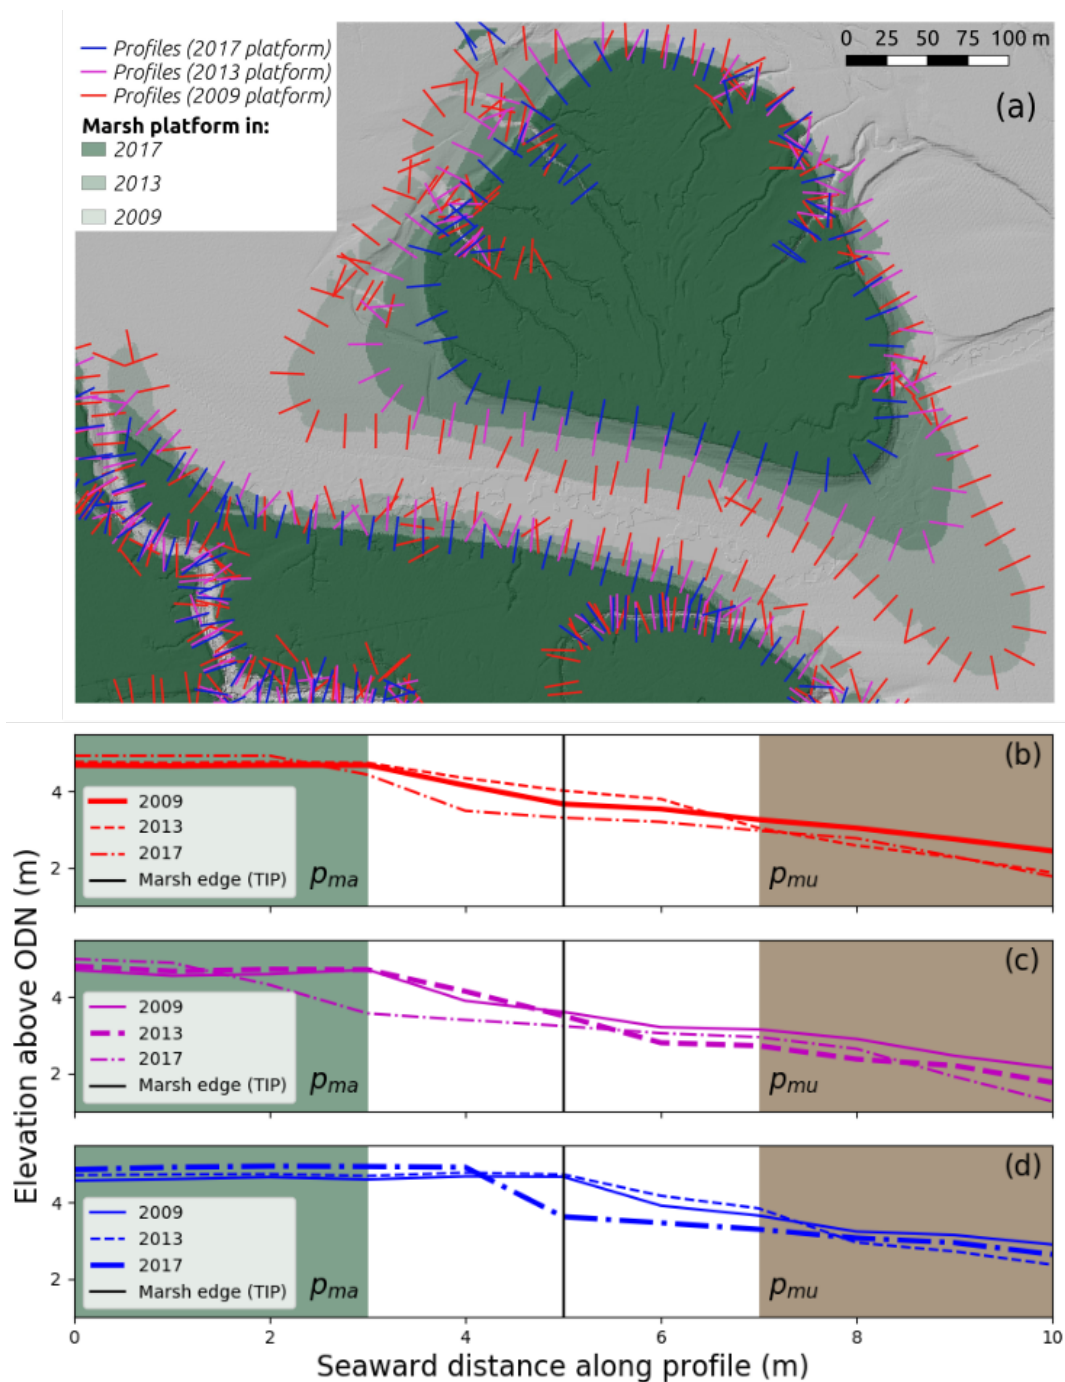 Profiles (2017 platform)
Profiles (2013 platform)
Profiles (2009 platform)
Marsh platform in:
2017
2013
2009
0 25 50 75 100 m
(a)
(b)
4
2
2009
2013
2017
Marsh edge (TIP)
pma
pmu
(c)
4
2
2009
2013
2017
Marsh edge (TIP)
pma
pmu
(d)
4
2
2009
2013
2017
Marsh edge (TIP)
pma
pmu
0 2 4 6 8 10
Seaward distance along profile (m)
Elevation above ODN (m)